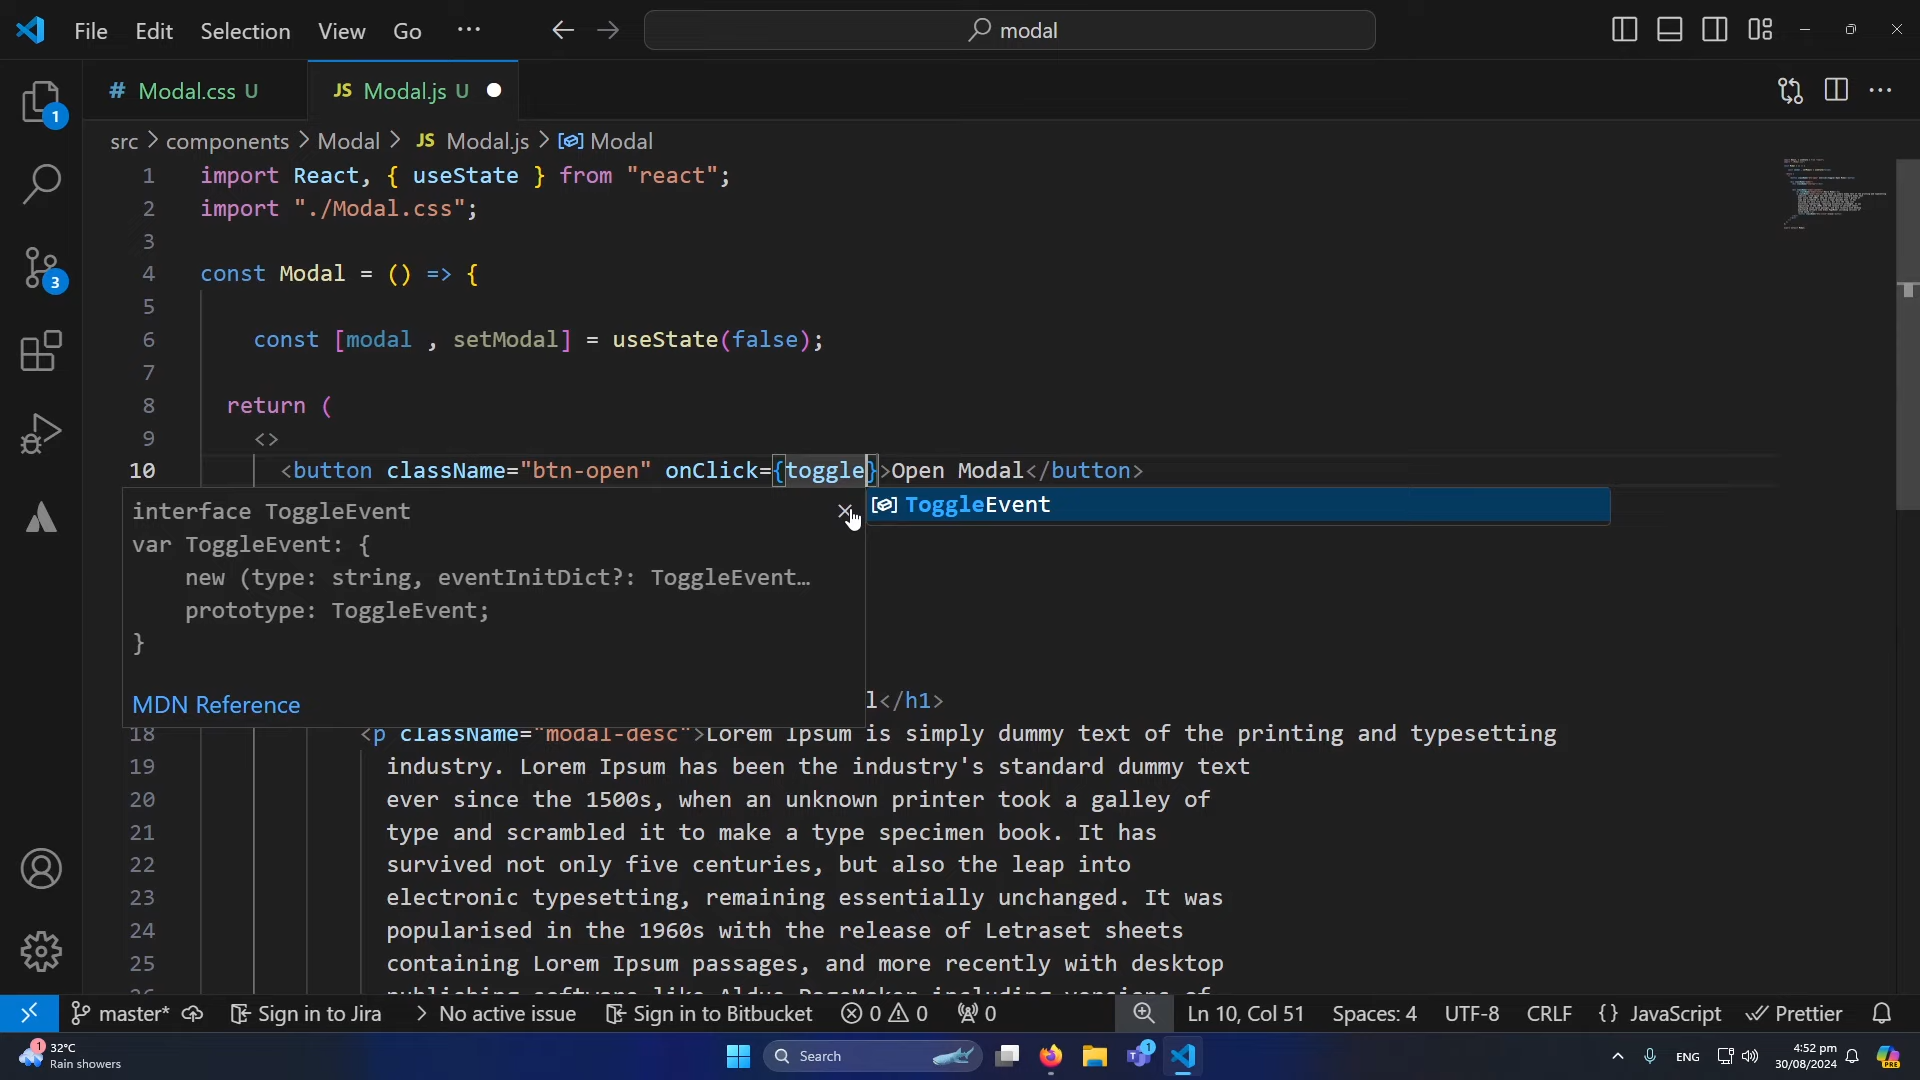 File Edit Selection View Go ··· modal
# Modal.css U JS Modal.js U
src > components > Modal > JS Modal.js > Modal
1 import React, { useState } from "react";
2 import "./Modal.css";
3
4 const Modal = () => {
5
6 const [modal , setModal] = useState(false);
7
8 return (
9 <>
10 <button className="btn-open" onClick={toggle}>Open Modal</button>
interface ToggleEvent
ToggleEvent
var ToggleEvent: {
new (type: string, eventInitDict?: ToggleEvent…
prototype: ToggleEvent;
}
MDN Reference
l</h1>
18 <p className="modal-desc">Lorem Ipsum is simply dummy text of the printing and typesetting
19 industry. Lorem Ipsum has been the industry's standard dummy text
20 ever since the 1500s, when an unknown printer took a galley of
21 type and scrambled it to make a type specimen book. It has
22 survived not only five centuries, but also the leap into
23 electronic typesetting, remaining essentially unchanged. It was
24 popularised in the 1960s with the release of Letraset sheets
25 containing Lorem Ipsum passages, and more recently with desktop
1
3
master* Sign in to Jira > No active issue Sign in to Bitbucket 0 0 0 Ln 10, Col 51 Spaces: 4 UTF-8 CRLF {} JavaScript Prettier
1 32°C
Rain showers
Search
1
ENG
4:52 pm
30/08/2024
PRE